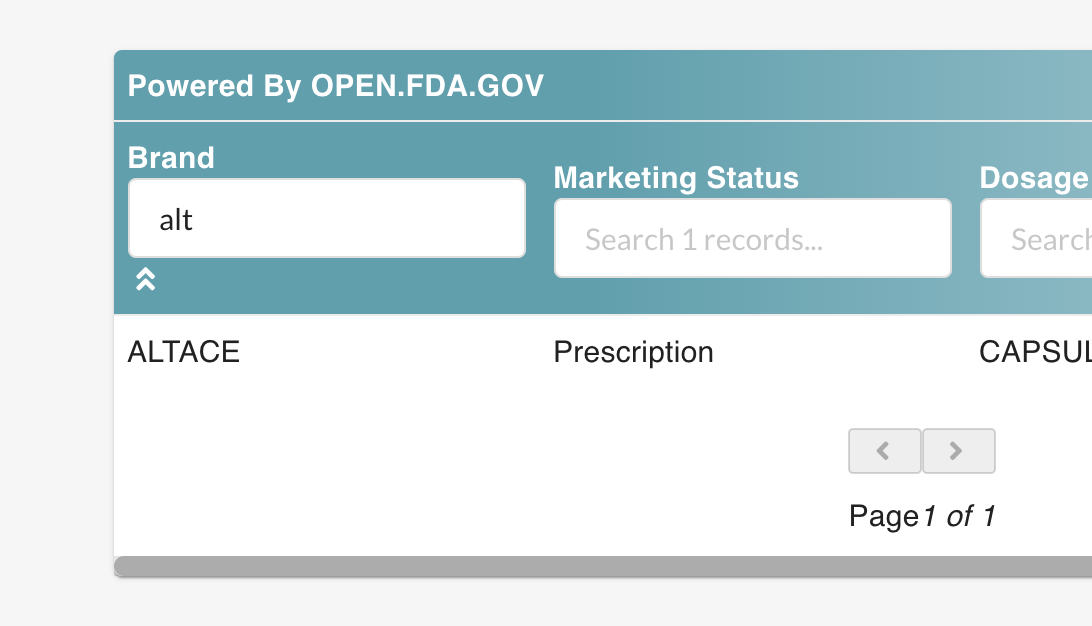 Powered By OPEN.FDA.GOV
Brand
Marketing Status
Dosage
alt
Search 1 records...
Search
ALTACE
Prescription
CAPSUL
Page 1 of 1